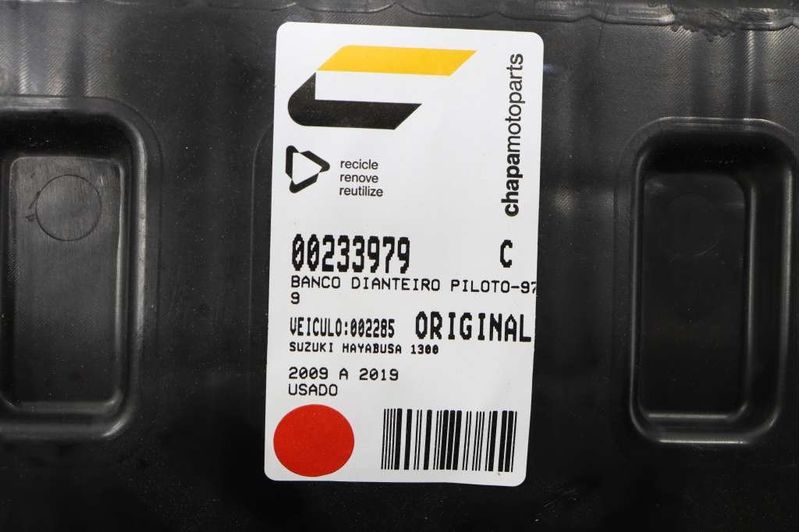 chapamotoparts
recicle
renove
reutilize
00233979 C
BANCO DIANTEIRO PILOTO-97
9
VEICULO:002285 ORIGINAL
SUZUKI HAYABUSA 1300
2009 A 2019
USADO